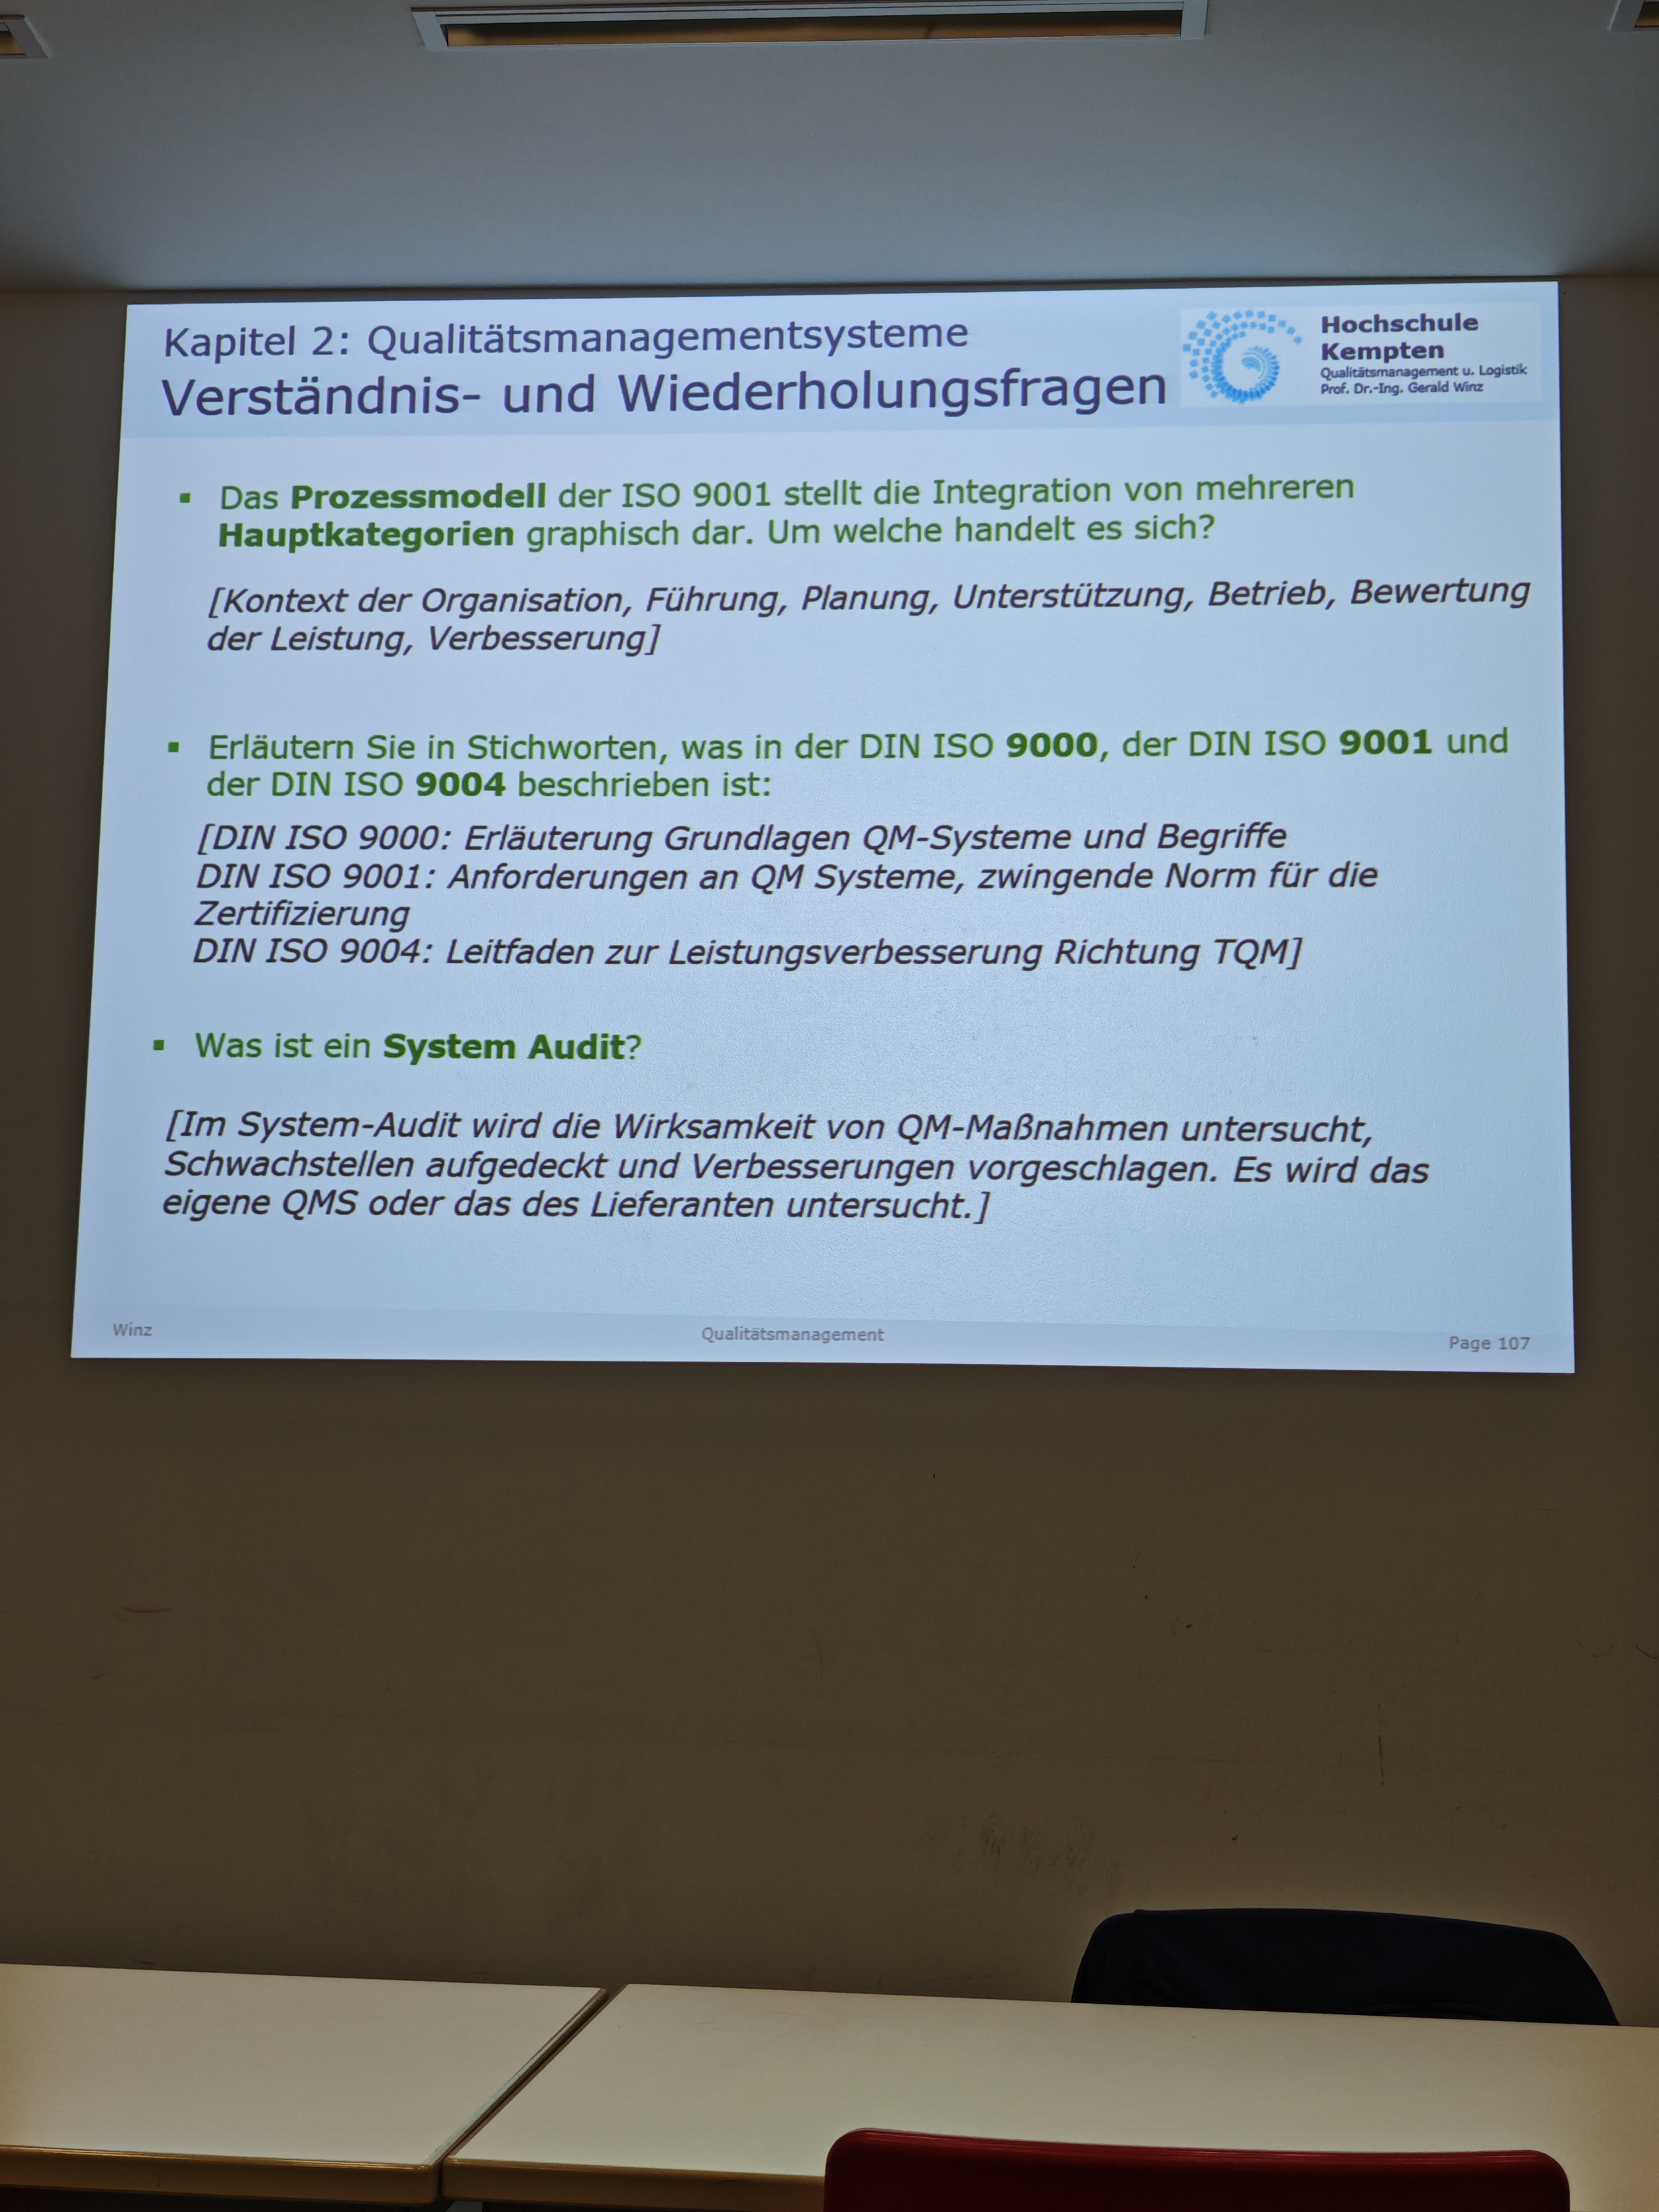 Kapitel 2: Qualitätsmanagementsysteme
Verständnis- und Wiederholungsfragen
Hochschule
Kempten
Qualitätsmanagement u. Logistik
Prof. Dr.-Ing. Gerald Winz
▪ Das Prozessmodell der ISO 9001 stellt die Integration von mehreren
Hauptkategorien graphisch dar. Um welche handelt es sich?
[Kontext der Organisation, Führung, Planung, Unterstützung, Betrieb, Bewertung
der Leistung, Verbesserung]
▪ Erläutern Sie in Stichworten, was in der DIN ISO 9000, der DIN ISO 9001 und
der DIN ISO 9004 beschrieben ist:
[DIN ISO 9000: Erläuterung Grundlagen QM-Systeme und Begriffe
DIN ISO 9001: Anforderungen an QM Systeme, zwingende Norm für die
Zertifizierung
DIN ISO 9004: Leitfaden zur Leistungsverbesserung Richtung TQM]
▪ Was ist ein System Audit?
[Im System-Audit wird die Wirksamkeit von QM-Maßnahmen untersucht,
Schwachstellen aufgedeckt und Verbesserungen vorgeschlagen. Es wird das
eigene QMS oder das des Lieferanten untersucht.]
Winz
Qualitätsmanagement
Page 107